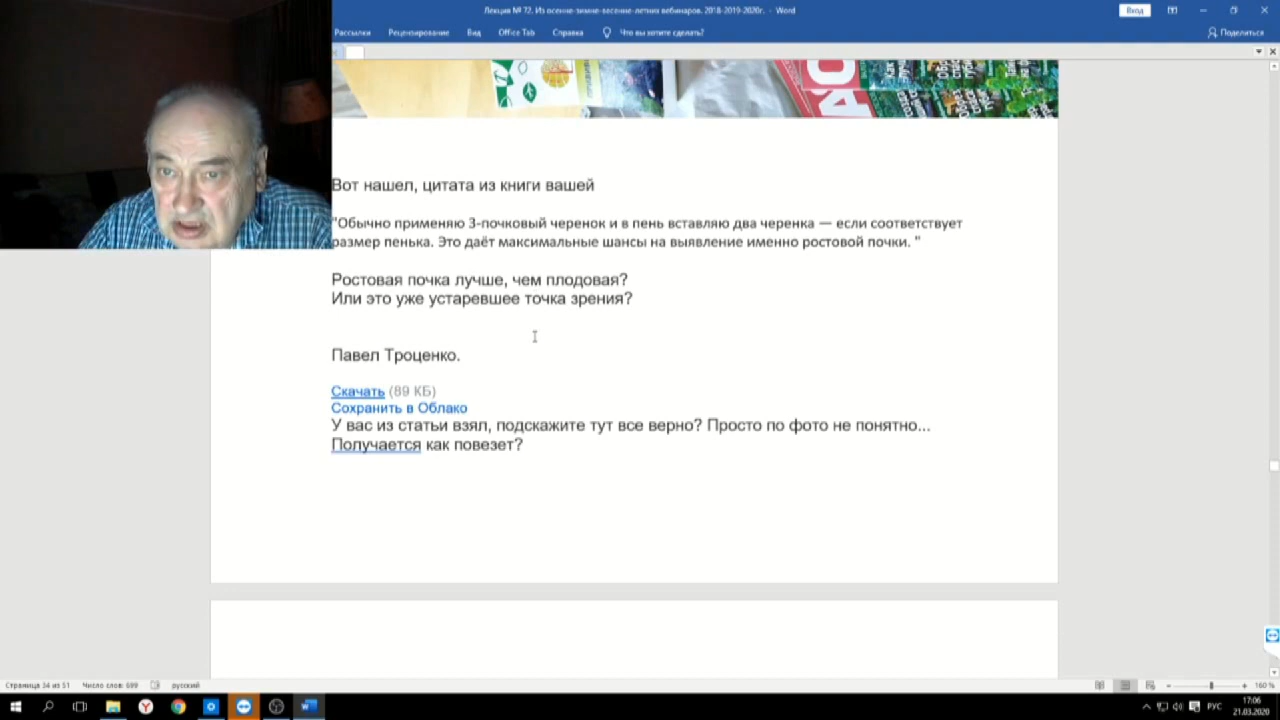 Лекция № 72. Из осенне-зимне-весенне-летних вебинаров. 2018-2019-2020г. - Word
Вход
Рассылки Рецензирование Вид Office Tab Справка Что вы хотите сделать? Поделиться
Вот нашел, цитата из книги вашей
"Обычно применяю 3-почковый черенок и в пень вставляю два черенка — если соответствует
размер пенька. Это даёт максимальные шансы на выявление именно ростовой почки. "
Ростовая почка лучше, чем плодовая?
Или это уже устаревшее точка зрения?
Павел Троценко.
Скачать (89 КБ)
Сохранить в Облако
У вас из статьи взял, подскажите тут все верно? Просто по фото не понятно...
Получается как повезет?
Страница 34 из 51 Число слов: 699 русский 160 %
РУС
17:06
21.03.2020